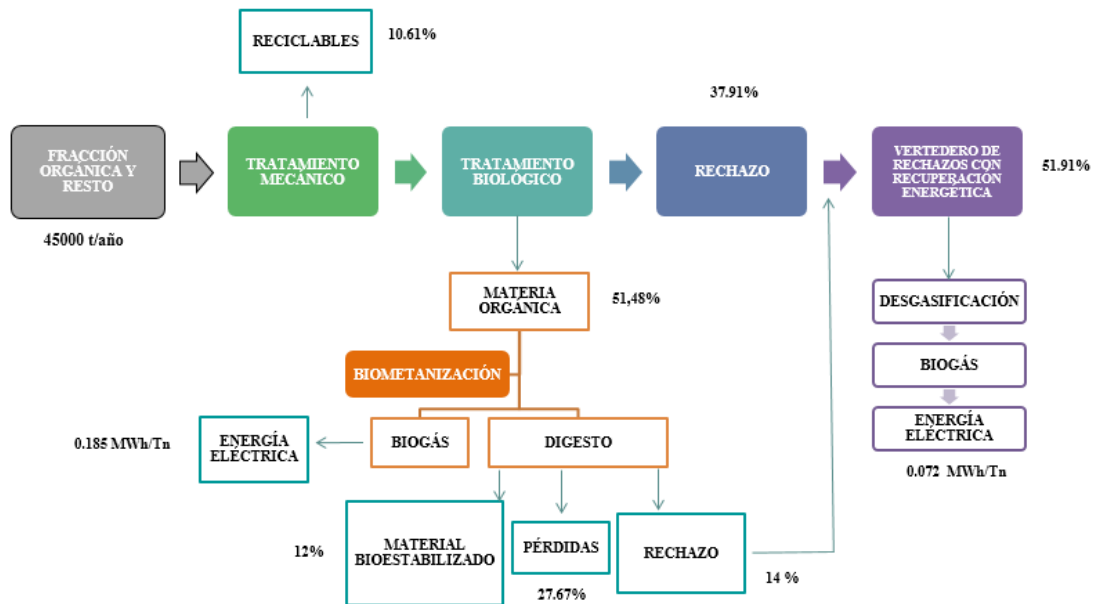 RECICLABLES
10.61%
37.91%
FRACCIÓN
ORGÁNICA Y
RESTO
TRATAMIENTO
MECÁNICO
TRATAMIENTO
BIOLÓGICO
RECHAZO
VERTEDERO DE
RECHAZOS CON
RECUPERACIÓN
ENERGÉTICA
51.91%
45000 t/año
MATERIA
ORGÁNICA
51,48%
DESGASIFICACIÓN
BIOMETANIZACIÓN
BIOGÁS
0.185 MWh/Tn
ENERGÍA
ELÉCTRICA
BIOGÁS
DIGESTO
ENERGÍA
ELÉCTRICA
0.072 MWh/Tn
12%
MATERIAL
BIOESTABILIZADO
PÉRDIDAS
RECHAZO
27.67%
14 %